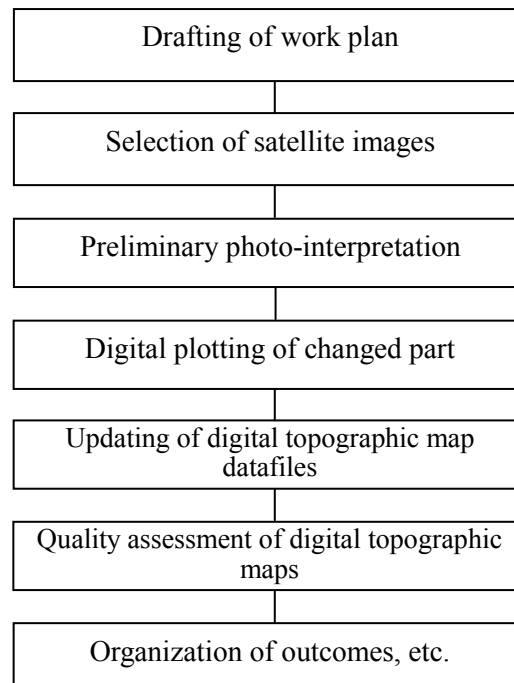 Drafting of work plan
Selection of satellite images
Preliminary photo-interpretation
Digital plotting of changed part
Updating of digital topographic map
datafiles
Quality assessment of digital topographic
maps
Organization of outcomes, etc.